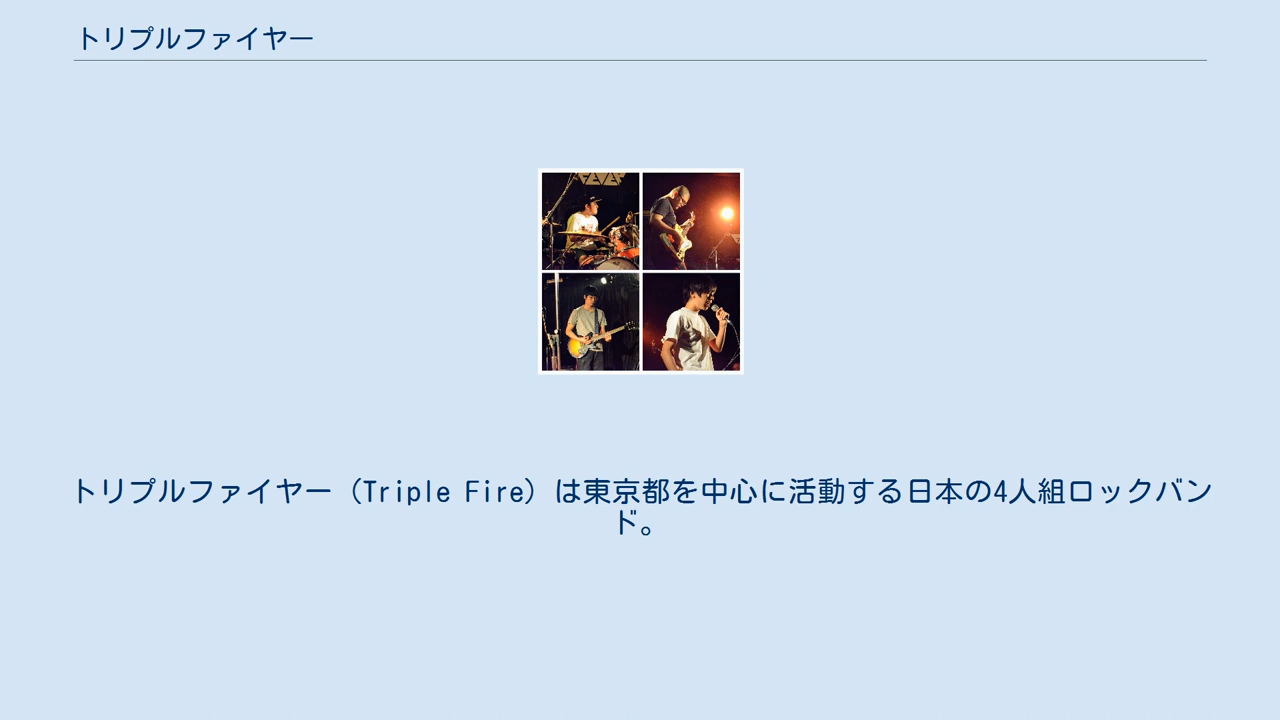 トリプルファイヤー
トリプルファイヤー（Triple Fire）は東京都を中心に活動する日本の4人組ロックバン
ド。